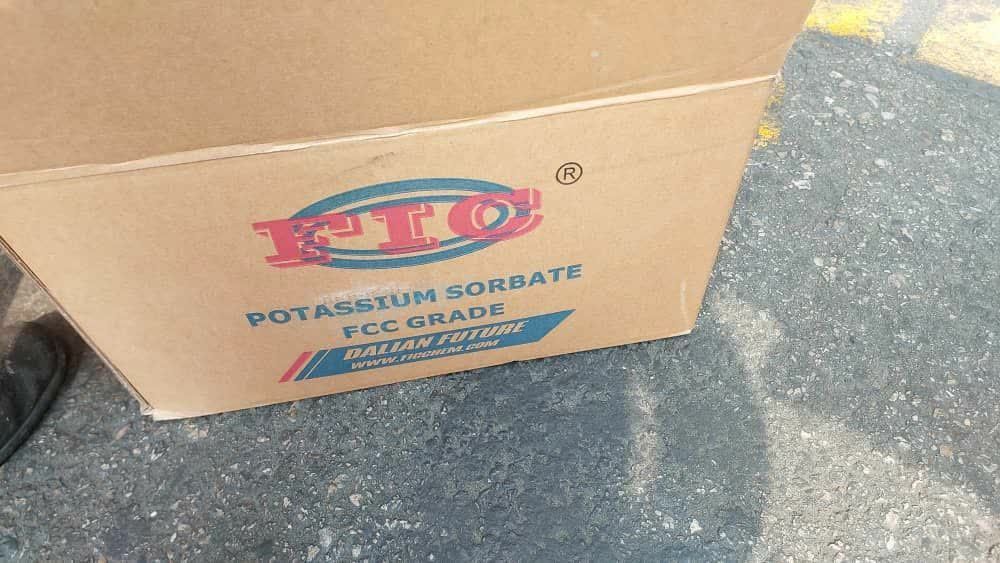 FIC ®
POTASSIUM SORBATE
FCC GRADE
DALIAN FUTURE
WWW.FICCHEM.COM